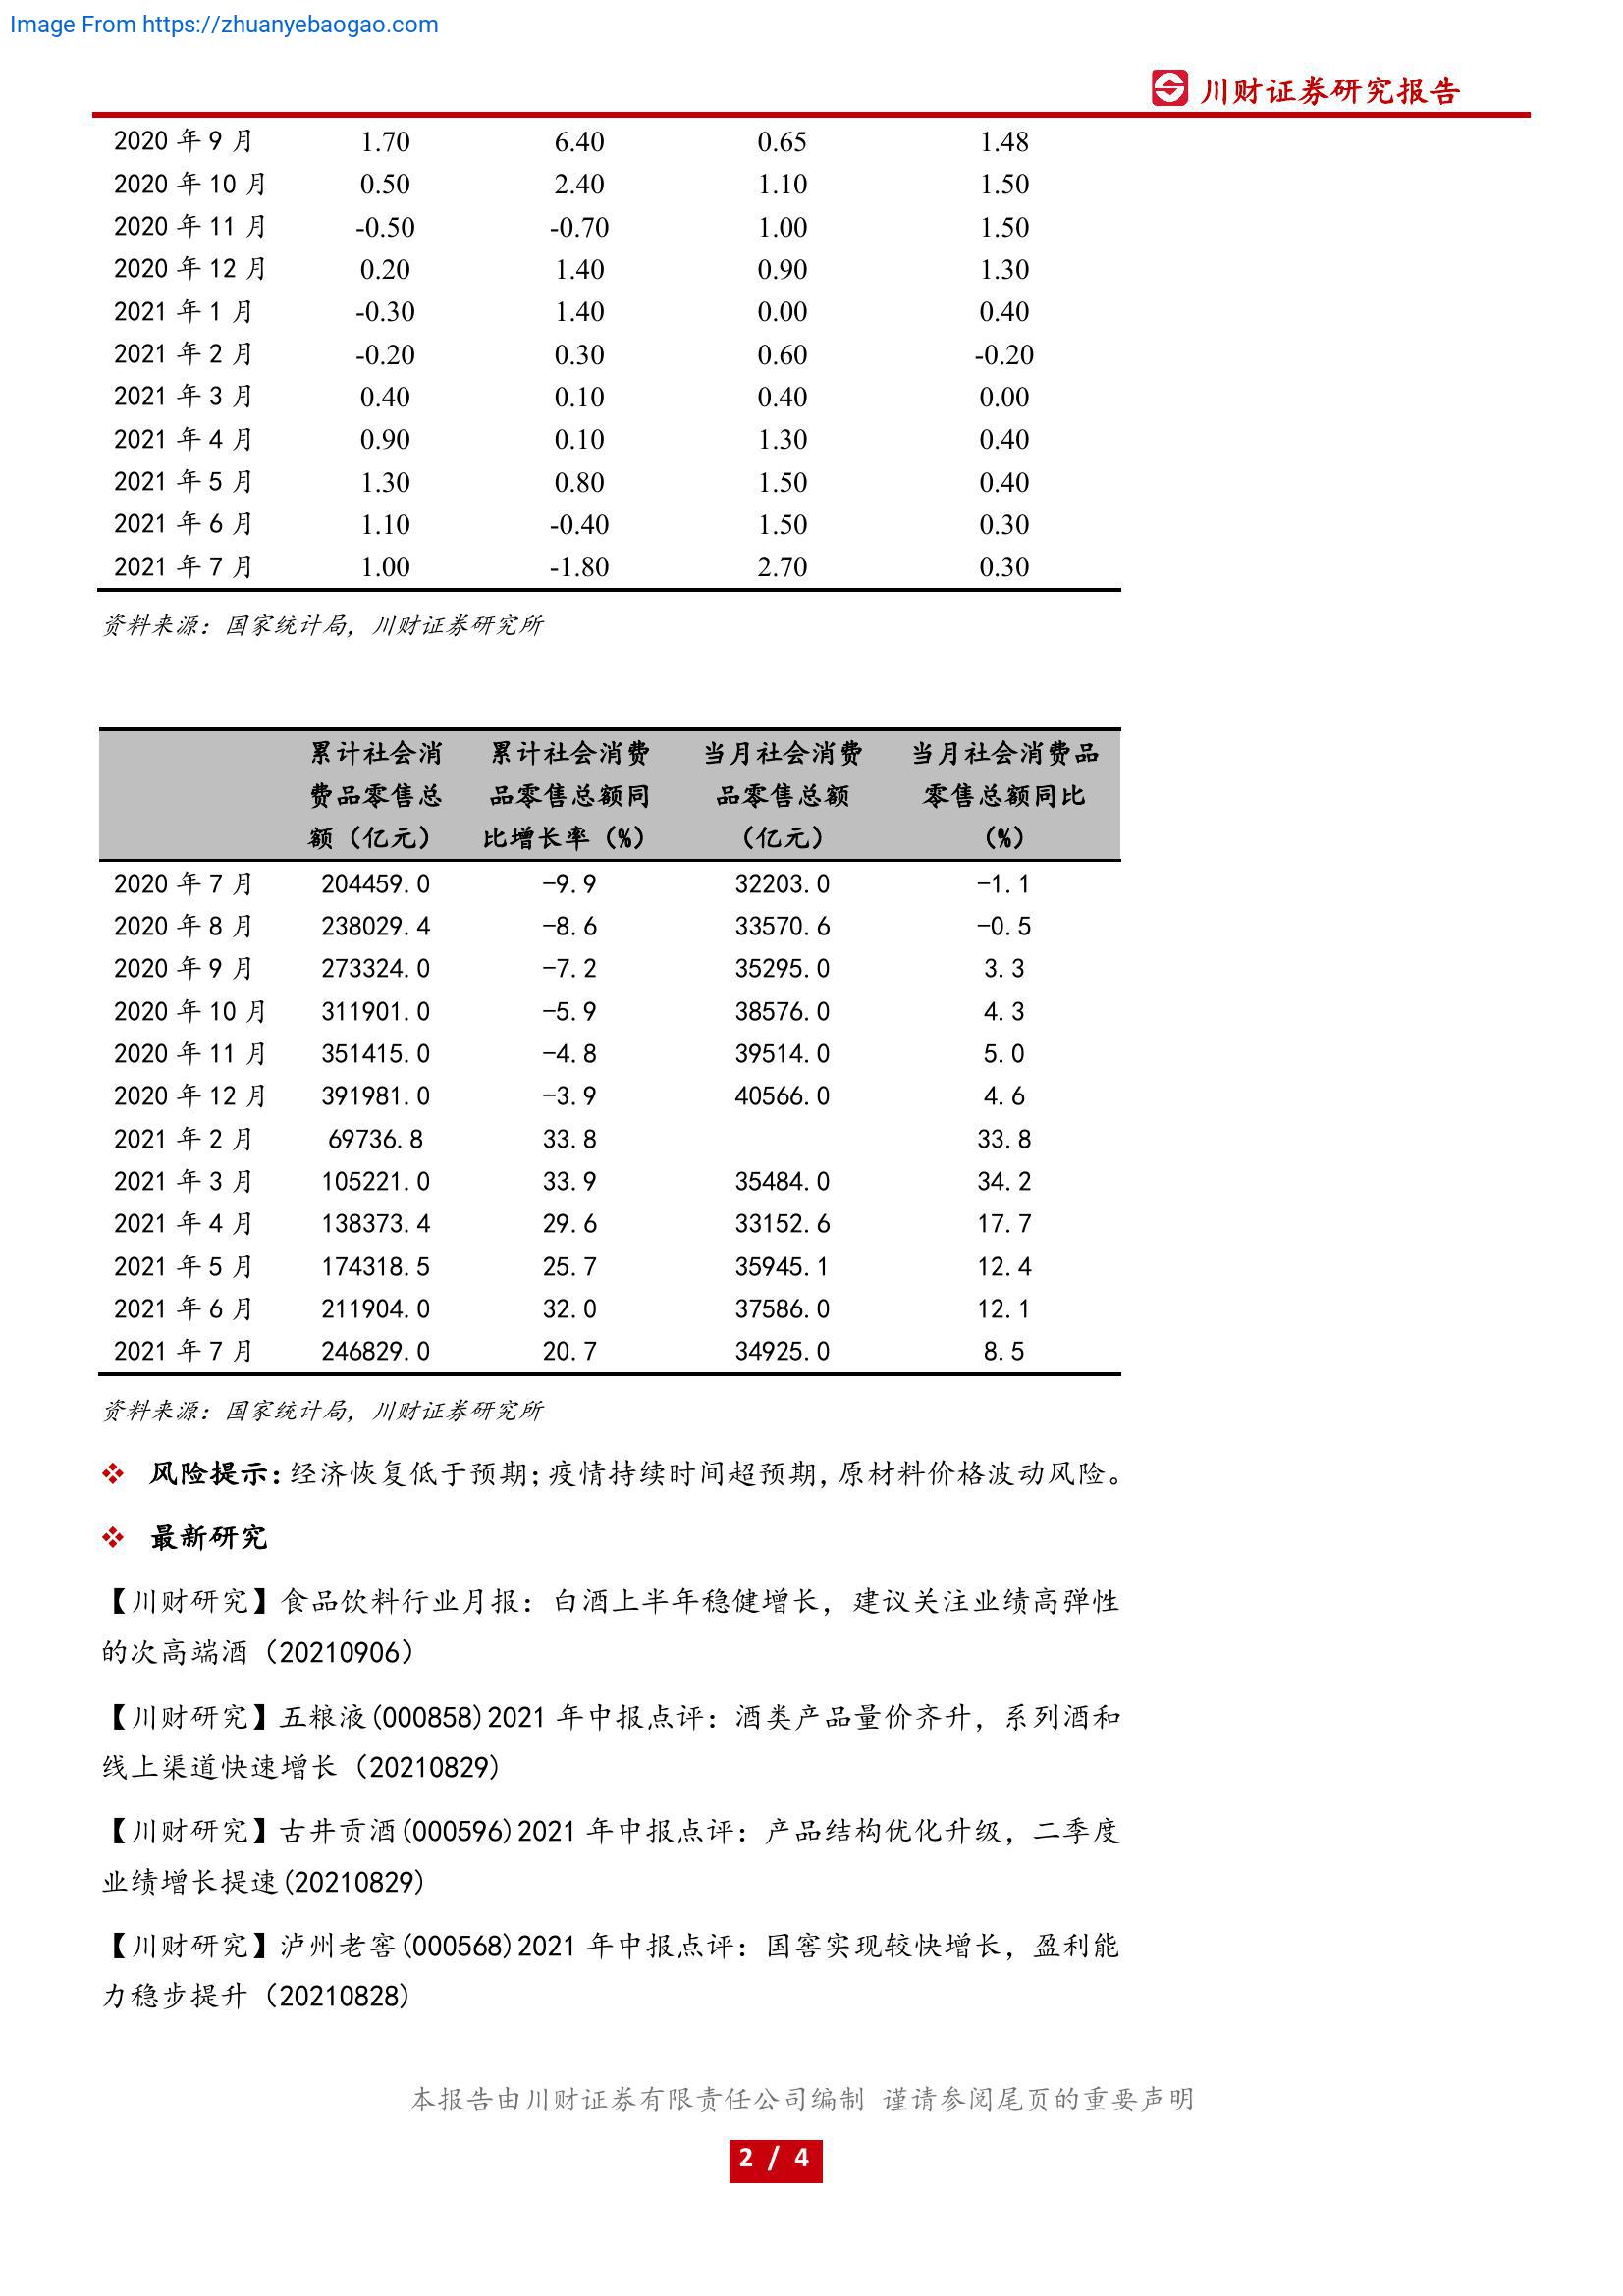 Image From https://zhuanyebaogao.com
川财证券研究报告
2020 年 9 月 1.70 6.40 0.65 1.48
2020 年 10 月 0.50 2.40 1.10 1.50
2020 年 11 月 -0.50 -0.70 1.00 1.50
2020 年 12 月 0.20 1.40 0.90 1.30
2021 年 1 月 -0.30 1.40 0.00 0.40
2021 年 2 月 -0.20 0.30 0.60 -0.20
2021 年 3 月 0.40 0.10 0.40 0.00
2021 年 4 月 0.90 0.10 1.30 0.40
2021 年 5 月 1.30 0.80 1.50 0.40
2021 年 6 月 1.10 -0.40 1.50 0.30
2021 年 7 月 1.00 -1.80 2.70 0.30
资料来源：国家统计局，川财证券研究所
累计社会消 累计社会消费 当月社会消费 当月社会消费品
费品零售总 品零售总额同 品零售总额 零售总额同比
额（亿元） 比增长率（%） （亿元） （%）
2020 年 7 月 204459.0 -9.9 32203.0 -1.1
2020 年 8 月 238029.4 -8.6 33570.6 -0.5
2020 年 9 月 273324.0 -7.2 35295.0 3.3
2020 年 10 月 311901.0 -5.9 38576.0 4.3
2020 年 11 月 351415.0 -4.8 39514.0 5.0
2020 年 12 月 391981.0 -3.9 40566.0 4.6
2021 年 2 月 69736.8 33.8 33.8
2021 年 3 月 105221.0 33.9 35484.0 34.2
2021 年 4 月 138373.4 29.6 33152.6 17.7
2021 年 5 月 174318.5 25.7 35945.1 12.4
2021 年 6 月 211904.0 32.0 37586.0 12.1
2021 年 7 月 246829.0 20.7 34925.0 8.5
资料来源：国家统计局，川财证券研究所
❖ 风险提示：经济恢复低于预期；疫情持续时间超预期，原材料价格波动风险。
❖ 最新研究
【川财研究】食品饮料行业月报：白酒上半年稳健增长，建议关注业绩高弹性
的次高端酒（20210906）
【川财研究】五粮液(000858)2021 年中报点评：酒类产品量价齐升，系列酒和
线上渠道快速增长（20210829)
【川财研究】古井贡酒(000596)2021 年中报点评：产品结构优化升级，二季度
业绩增长提速(20210829)
【川财研究】泸州老窖(000568)2021 年中报点评：国窖实现较快增长，盈利能
力稳步提升（20210828)
本报告由川财证券有限责任公司编制 谨请参阅尾页的重要声明
2 / 4